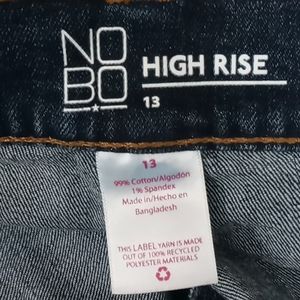 NO
BO
HIGH RISE
13
13
99% Cotton/Algodón
1% Spandex
Made in/Hecho en
Bangladesh
THIS LABEL YARN IS MADE
OUT OF 100% RECYCLED
POLYESTER MATERIALS